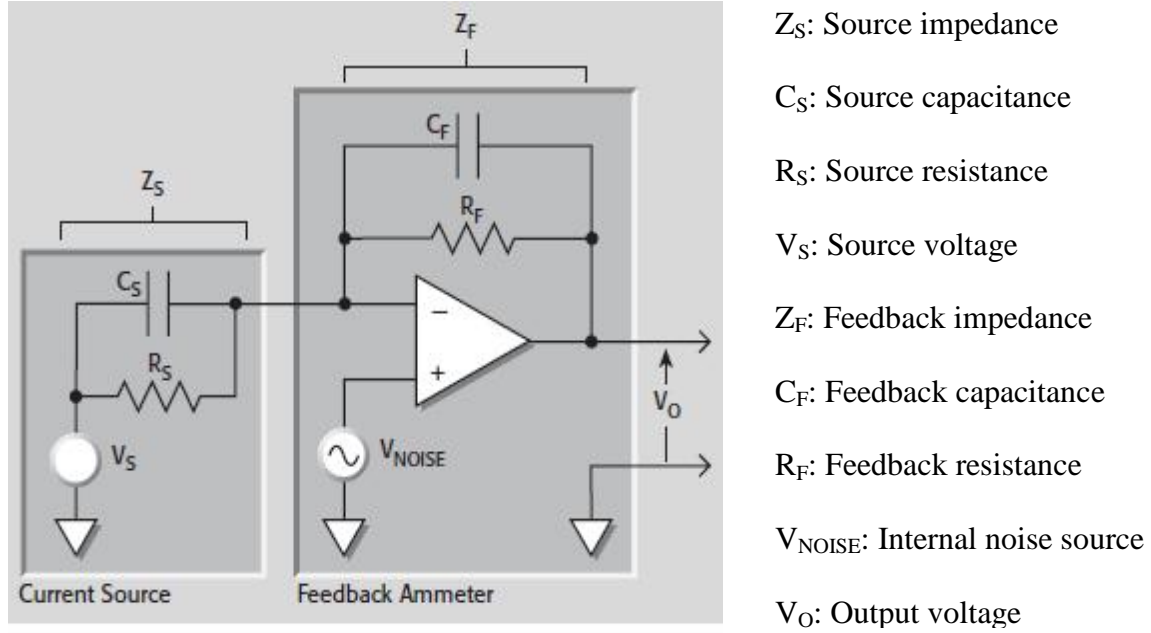 Z_F
C_F
R_F
Z_S
C_S
R_S
V_S
−
+
V_NOISE
V_O
Current Source
Feedback Ammeter
Z_S: Source impedance
C_S: Source capacitance
R_S: Source resistance
V_S: Source voltage
Z_F: Feedback impedance
C_F: Feedback capacitance
R_F: Feedback resistance
V_NOISE: Internal noise source
V_O: Output voltage